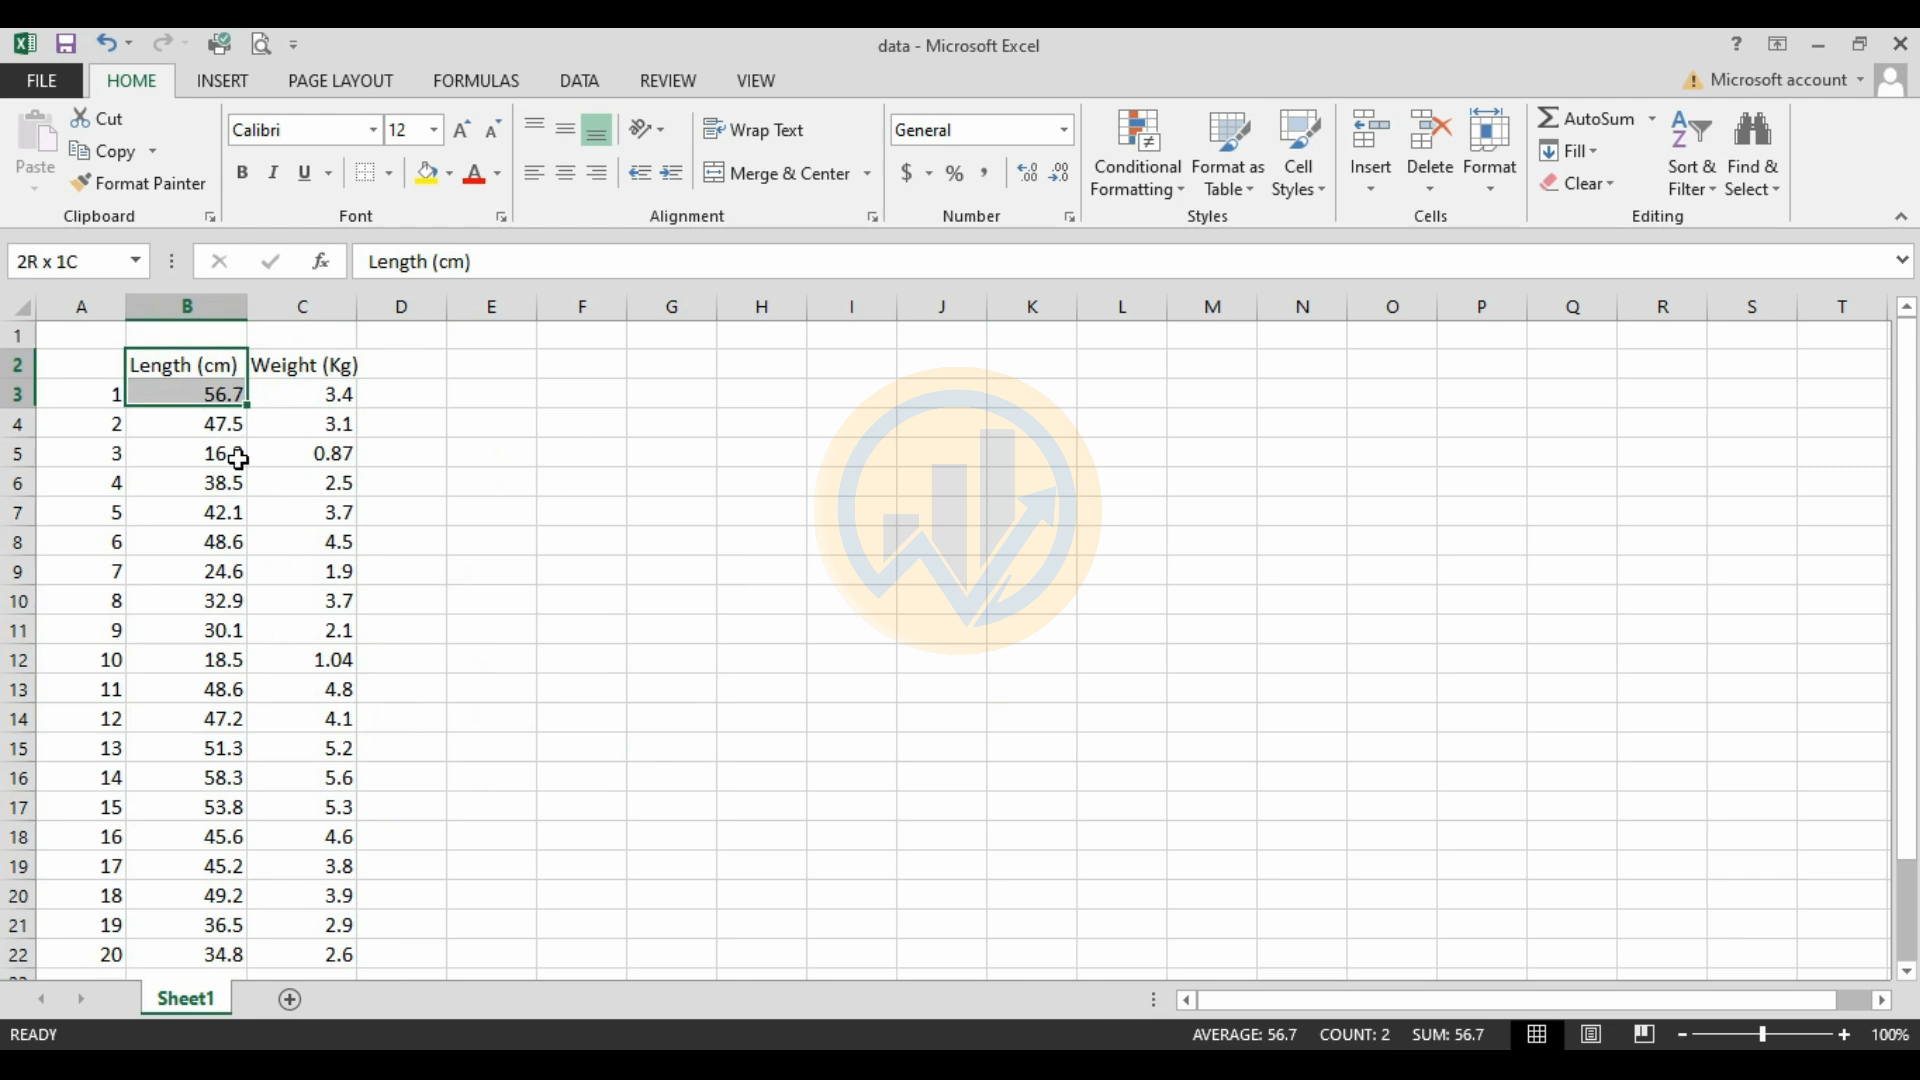 data - Microsoft Excel
?
FILE HOME INSERT PAGE LAYOUT FORMULAS DATA REVIEW VIEW Microsoft account
Paste
Cut
Copy
Format Painter
Clipboard
Calibri 12
B I U A
Font
Wrap Text
Merge & Center
Alignment
General
$ % ,
Number
Conditional Formatting
Format as Table
Cell Styles
Styles
Insert Delete Format
Cells
AutoSum
Fill
Clear
Sort & Filter
Find & Select
Editing
2R x 1C fx Length (cm)
A B C D E F G H I J K L M N O P Q R S T
1
2 Length (cm) Weight (Kg)
3 1 56.7 3.4
4 2 47.5 3.1
5 3 16. 0.87
6 4 38.5 2.5
7 5 42.1 3.7
8 6 48.6 4.5
9 7 24.6 1.9
10 8 32.9 3.7
11 9 30.1 2.1
12 10 18.5 1.04
13 11 48.6 4.8
14 12 47.2 4.1
15 13 51.3 5.2
16 14 58.3 5.6
17 15 53.8 5.3
18 16 45.6 4.6
19 17 45.2 3.8
20 18 49.2 3.9
21 19 36.5 2.9
22 20 34.8 2.6
Sheet1
READY AVERAGE: 56.7 COUNT: 2 SUM: 56.7 100%